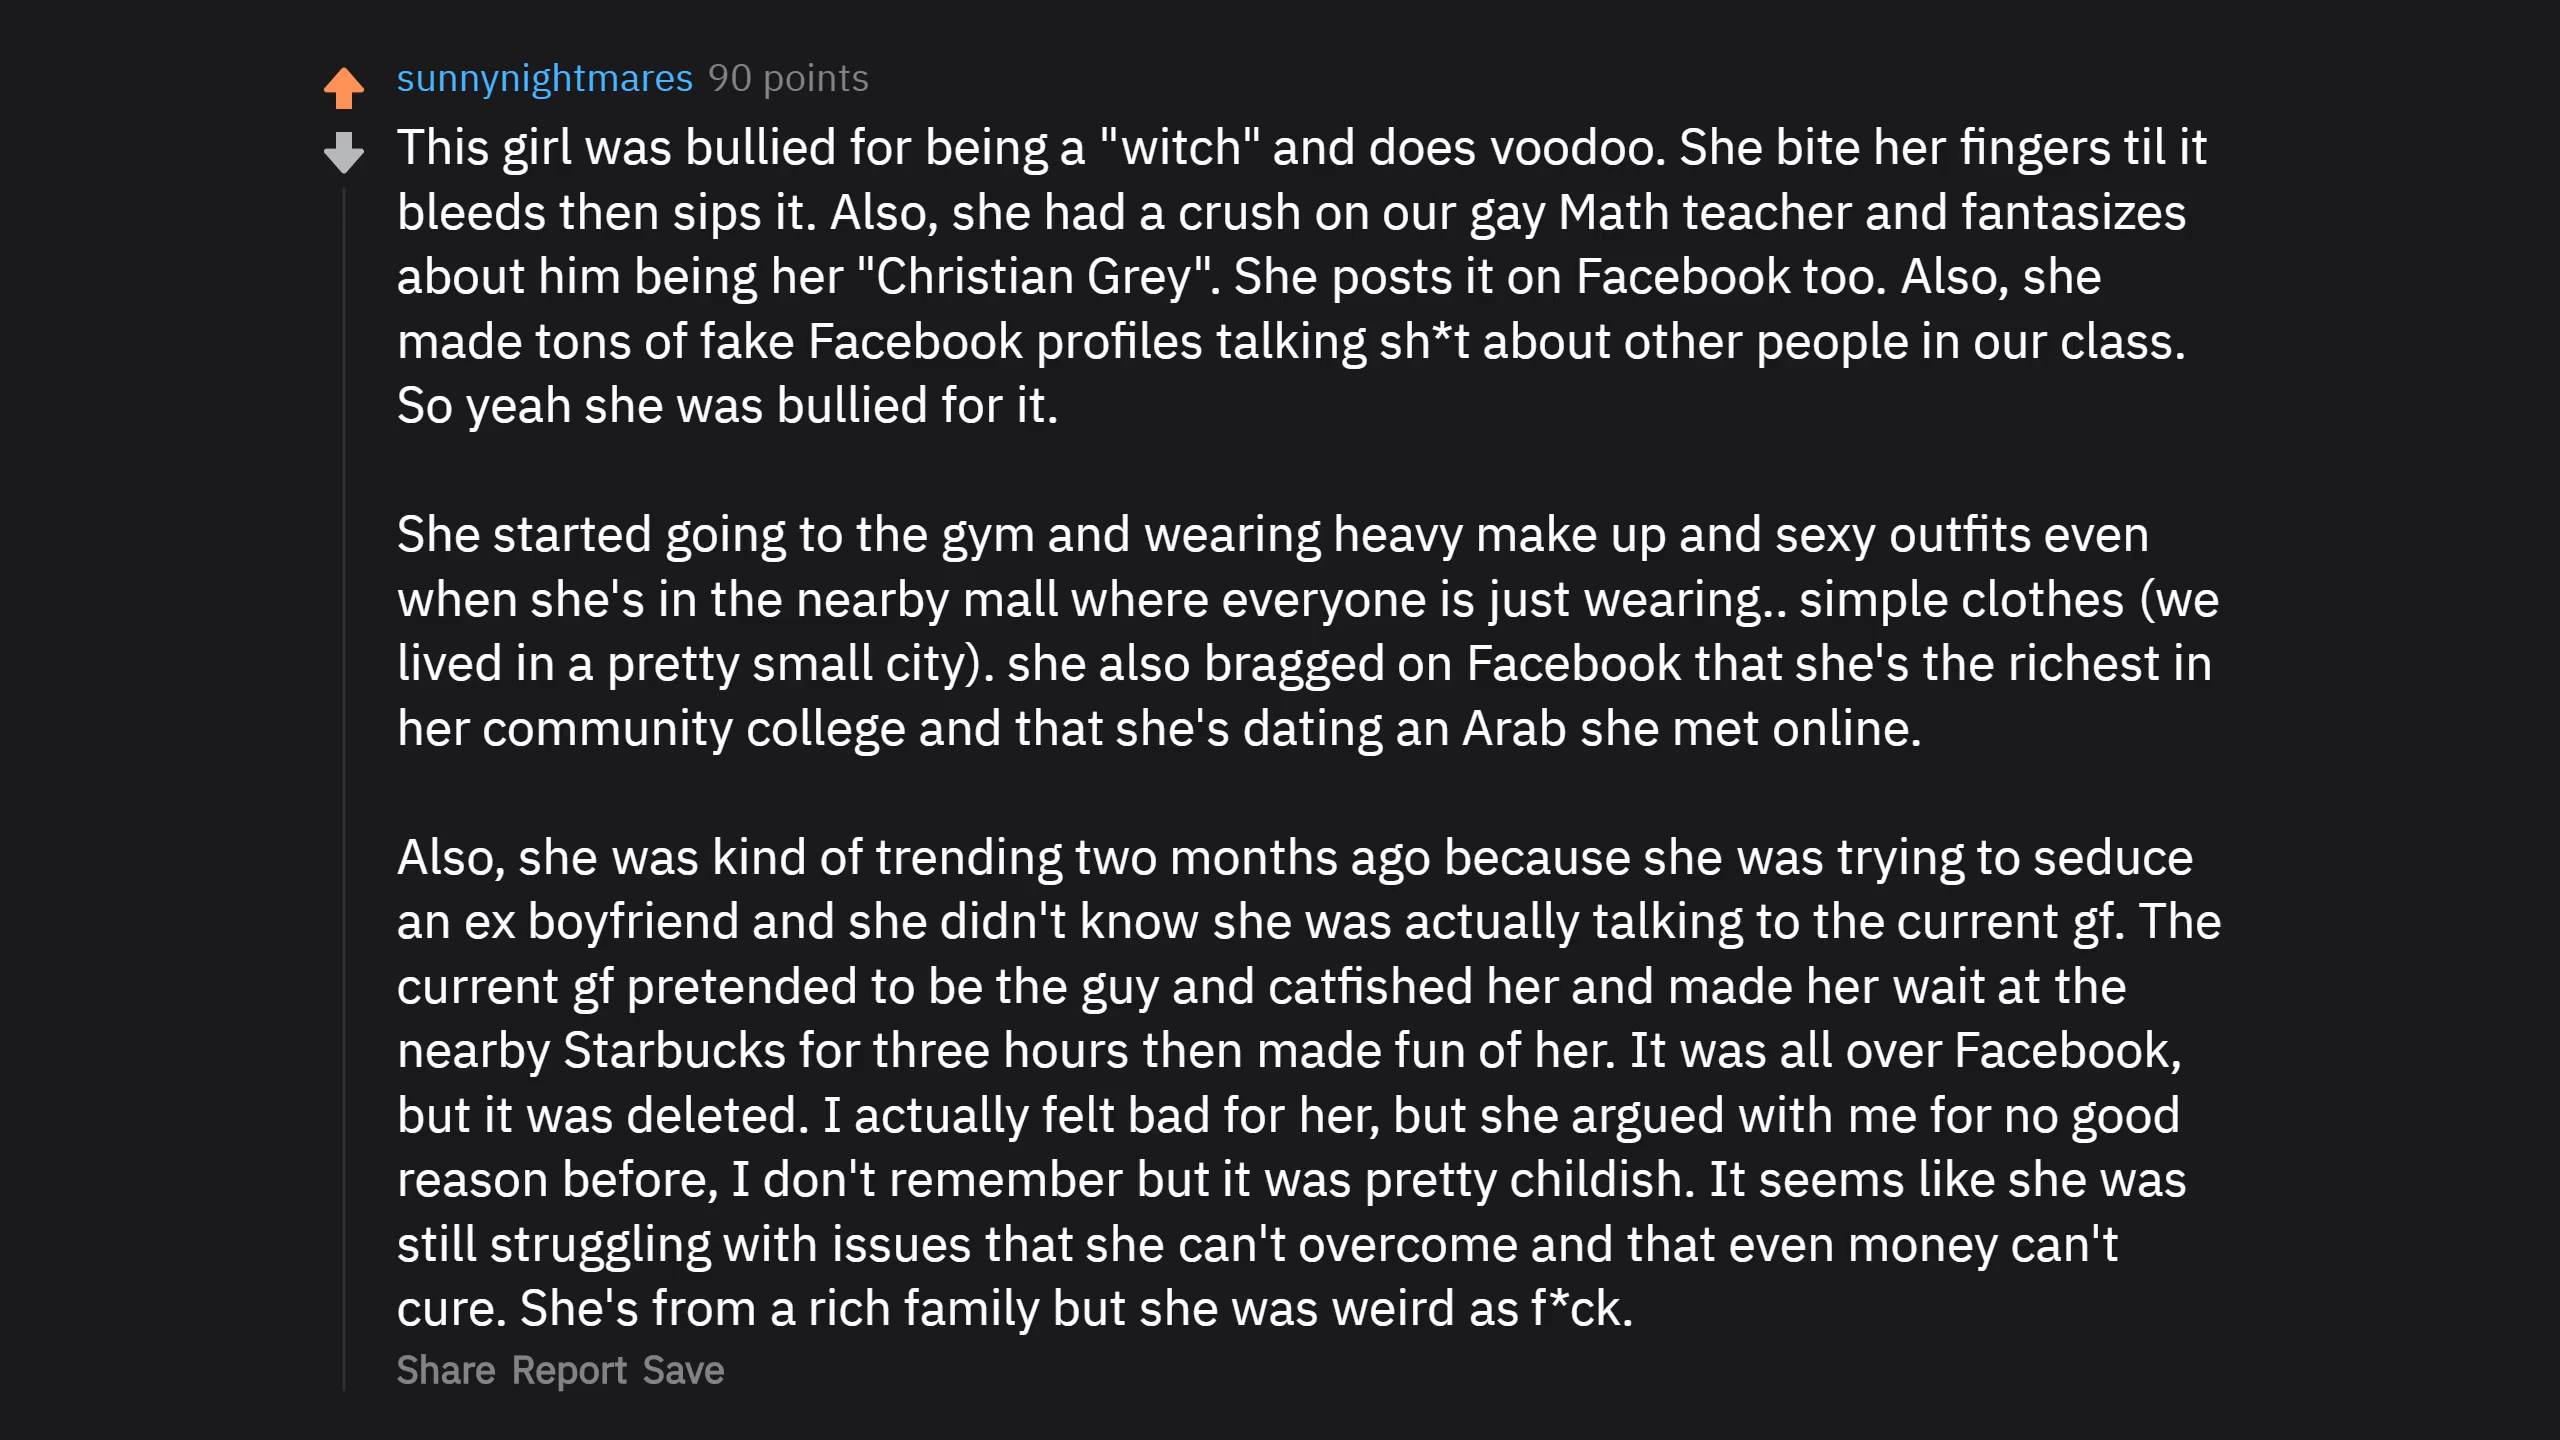 sunnynightmares 90 points
This girl was bullied for being a "witch" and does voodoo. She bite her fingers til it
bleeds then sips it. Also, she had a crush on our gay Math teacher and fantasizes
about him being her "Christian Grey". She posts it on Facebook too. Also, she
made tons of fake Facebook profiles talking sh*t about other people in our class.
So yeah she was bullied for it.
She started going to the gym and wearing heavy make up and sexy outfits even
when she's in the nearby mall where everyone is just wearing.. simple clothes (we
lived in a pretty small city). she also bragged on Facebook that she's the richest in
her community college and that she's dating an Arab she met online.
Also, she was kind of trending two months ago because she was trying to seduce
an ex boyfriend and she didn't know she was actually talking to the current gf. The
current gf pretended to be the guy and catfished her and made her wait at the
nearby Starbucks for three hours then made fun of her. It was all over Facebook,
but it was deleted. I actually felt bad for her, but she argued with me for no good
reason before, I don't remember but it was pretty childish. It seems like she was
still struggling with issues that she can't overcome and that even money can't
cure. She's from a rich family but she was weird as f*ck.
Share Report Save